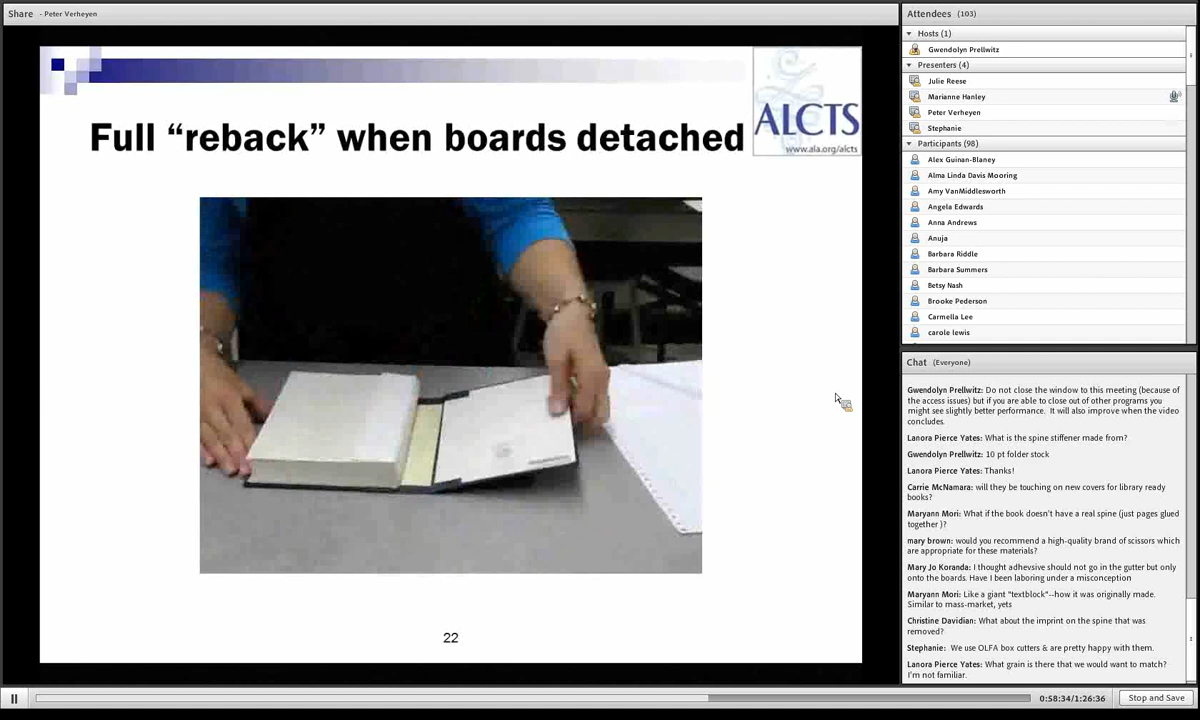 Share - Peter Verheyen
ALCTS
www.ala.org/alcts
Full “reback” when boards detached
22
Attendees (103)
Hosts (1)
Gwendolyn Prellwitz
Presenters (4)
Julie Reese
Marianne Hanley
Peter Verheyen
Stephanie
Participants (98)
Alex Guinan-Blaney
Alma Linda Davis Mooring
Amy VanMiddlesworth
Angela Edwards
Anna Andrews
Anuja
Barbara Riddle
Barbara Summers
Betsy Nash
Brooke Pederson
Carmella Lee
carole lewis
Chat (Everyone)
Gwendolyn Prellwitz: Do not close the window to this meeting (because of
the access issues) but if you are able to close out of other programs you
might see slightly better performance. It will also improve when the video
concludes.
Lanora Pierce Yates: What is the spine stiffener made from?
Gwendolyn Prellwitz: 10 pt folder stock
Lanora Pierce Yates: Thanks!
Carrie McNamara: will they be touching on new covers for library ready
books?
Maryann Mori: What if the book doesn't have a real spine (just pages glued
together )?
mary brown: would you recommend a high-quality brand of scissors which
are appropriate for these materials?
Mary Jo Koranda: I thought adhevsive should not go in the gutter but only
onto the boards. Have I been laboring under a misconception
Maryann Mori: Like a giant "textblock"--how it was originally made.
Similar to mass-market, yets
Christine Davidian: What about the imprint on the spine that was
removed?
Stephanie: We use OLFA box cutters & are pretty happy with them.
Lanora Pierce Yates: What grain is there that we would want to match?
I'm not familiar.
0:58:34/1:26:36
Stop and Save